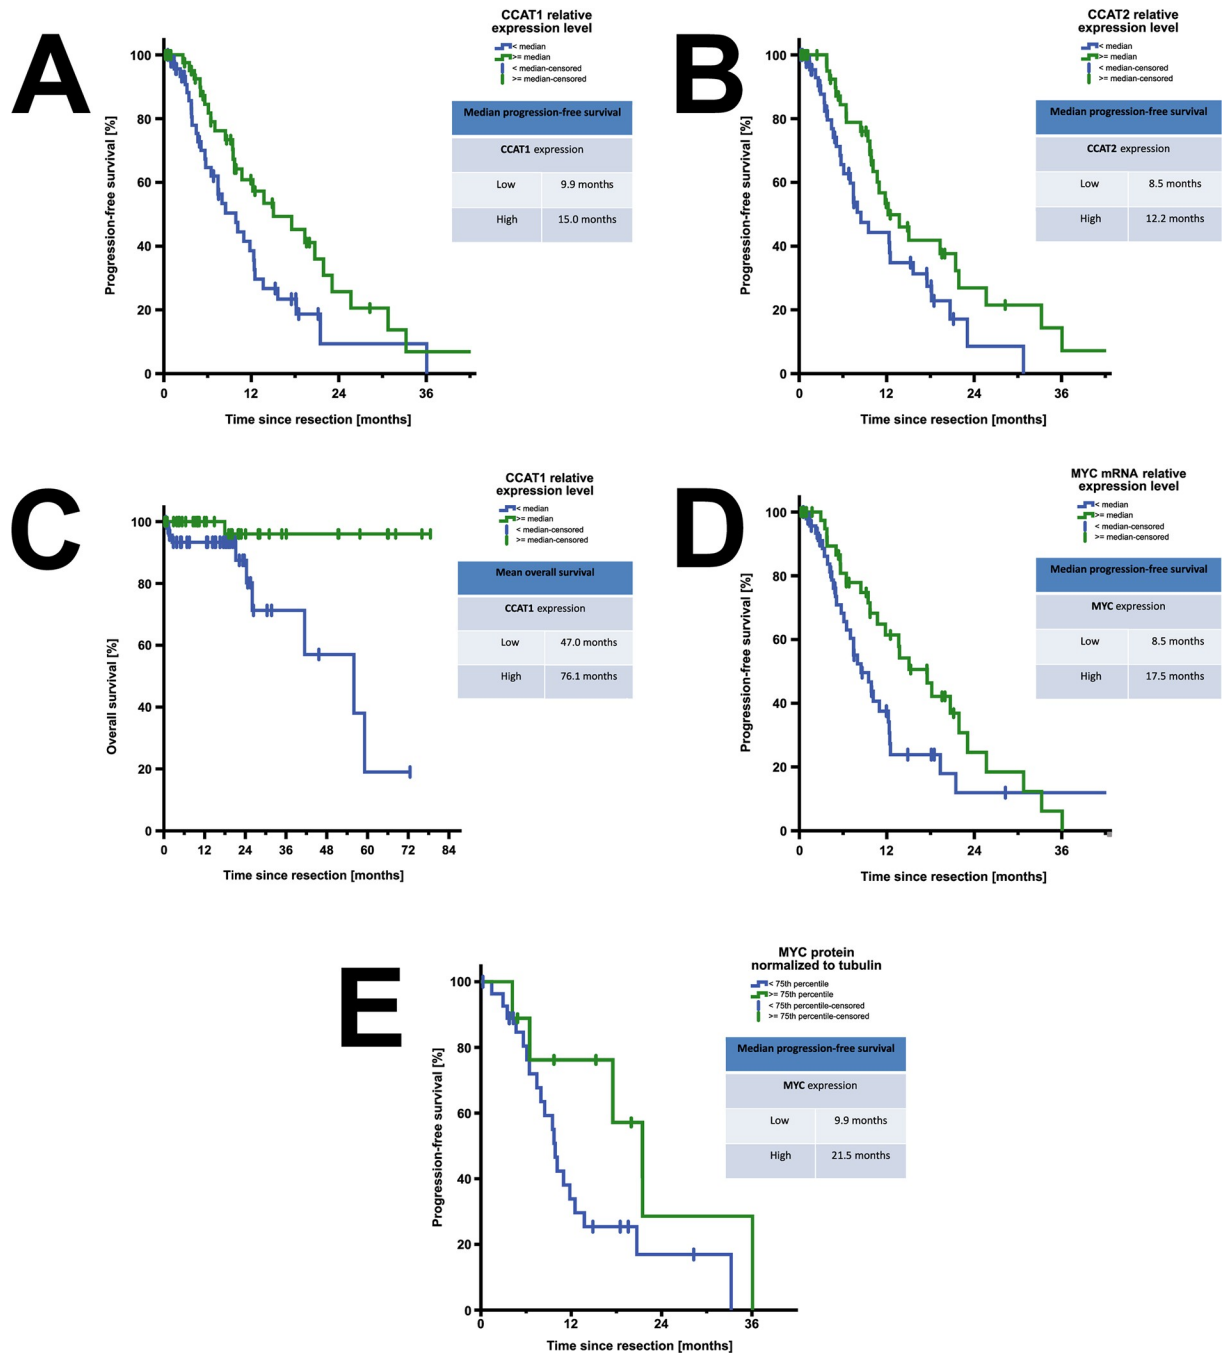 A
CCAT1 relative
expression level
< median
>= median
< median-censored
>= median-censored
Median progression-free survival
CCAT1 expression
Low 9.9 months
High 15.0 months
Progression-free survival [%]
100
80
60
40
20
0
0 12 24 36
Time since resection [months]
B
CCAT2 relative
expression level
< median
>= median
< median-censored
>= median-censored
Median progression-free survival
CCAT2 expression
Low 8.5 months
High 12.2 months
Progression-free survival [%]
100
80
60
40
20
0
0 12 24 36
Time since resection [months]
C
CCAT1 relative
expression level
< median
>= median
< median-censored
>= median-censored
Mean overall survival
CCAT1 expression
Low 47.0 months
High 76.1 months
Overall survival [%]
100
80
60
40
20
0
0 12 24 36 48 60 72 84
Time since resection [months]
D
MYC mRNA relative
expression level
< median
>= median
< median-censored
>= median-censored
Median progression-free survival
MYC expression
Low 8.5 months
High 17.5 months
Progression-free survival [%]
100
80
60
40
20
0
0 12 24 36
Time since resection [months]
E
MYC protein
normalized to tubulin
< 75th percentile
>= 75th percentile
< 75th percentile-censored
>= 75th percentile-censored
Median progression-free survival
MYC expression
Low 9.9 months
High 21.5 months
Progression-free survival [%]
100
80
60
40
20
0
0 12 24 36
Time since resection [months]